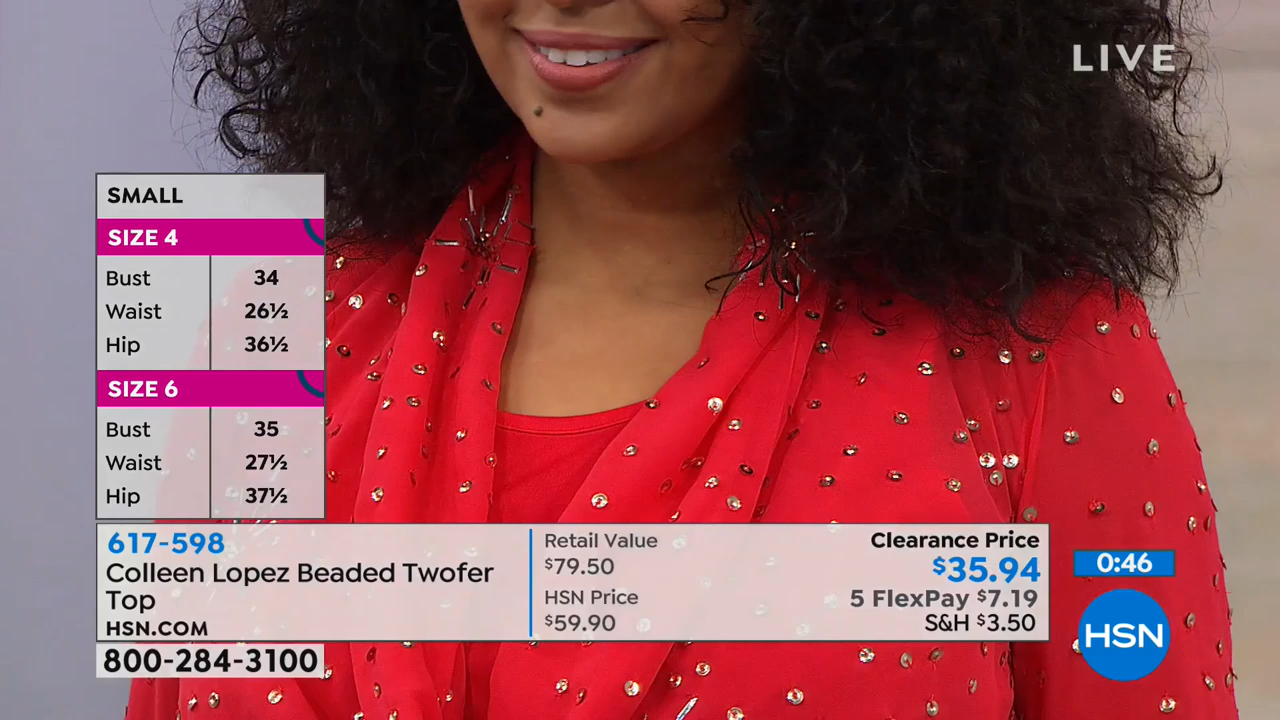 LIVE
SMALL
SIZE 4
Bust 34
Waist 26½
Hip 36½
SIZE 6
Bust 35
Waist 27½
Hip 37½
617-598
Colleen Lopez Beaded Twofer
Top
HSN.COM
800-284-3100
Retail Value
$79.50
HSN Price
$59.90
Clearance Price
$35.94
5 FlexPay $7.19
S&H $3.50
0:46
HSN